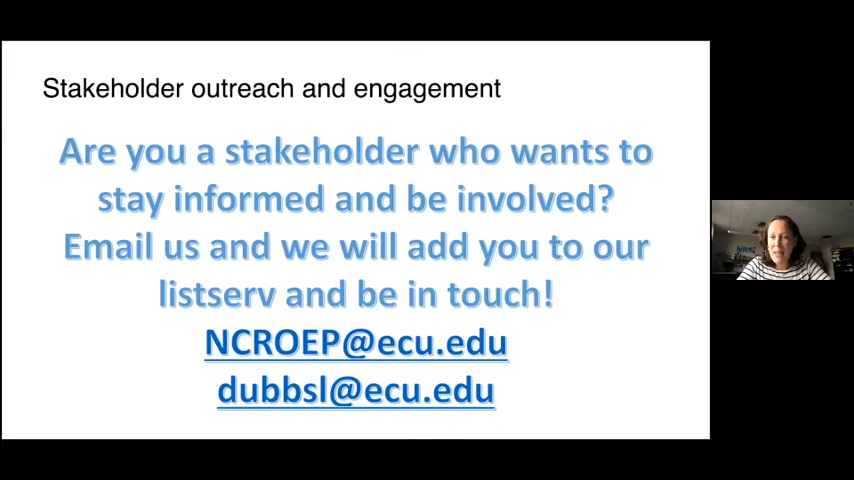 Stakeholder outreach and engagement
Are you a stakeholder who wants to
stay informed and be involved?
Email us and we will add you to our
listserv and be in touch!
NCROEP@ecu.edu
dubbsl@ecu.edu